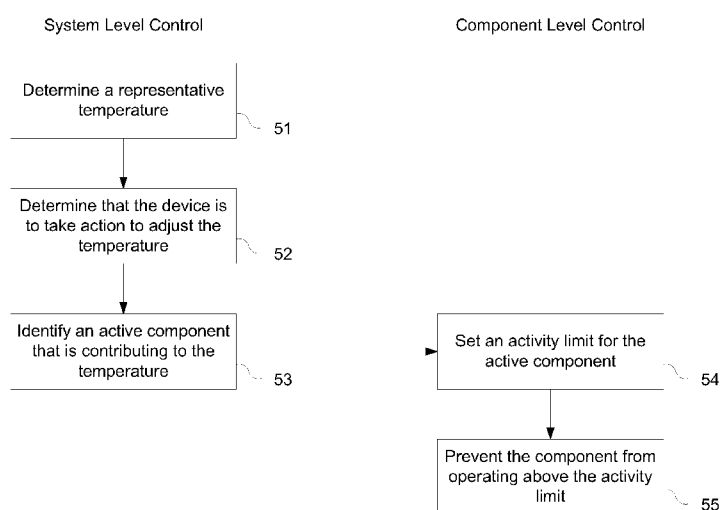 System Level Control
Component Level Control
Determine a representative
temperature
51
Determine that the device is
to take action to adjust the
temperature
52
Identify an active component
that is contributing to the
temperature
53
Set an activity limit for the
active component
54
Prevent the component from
operating above the activity
limit
55